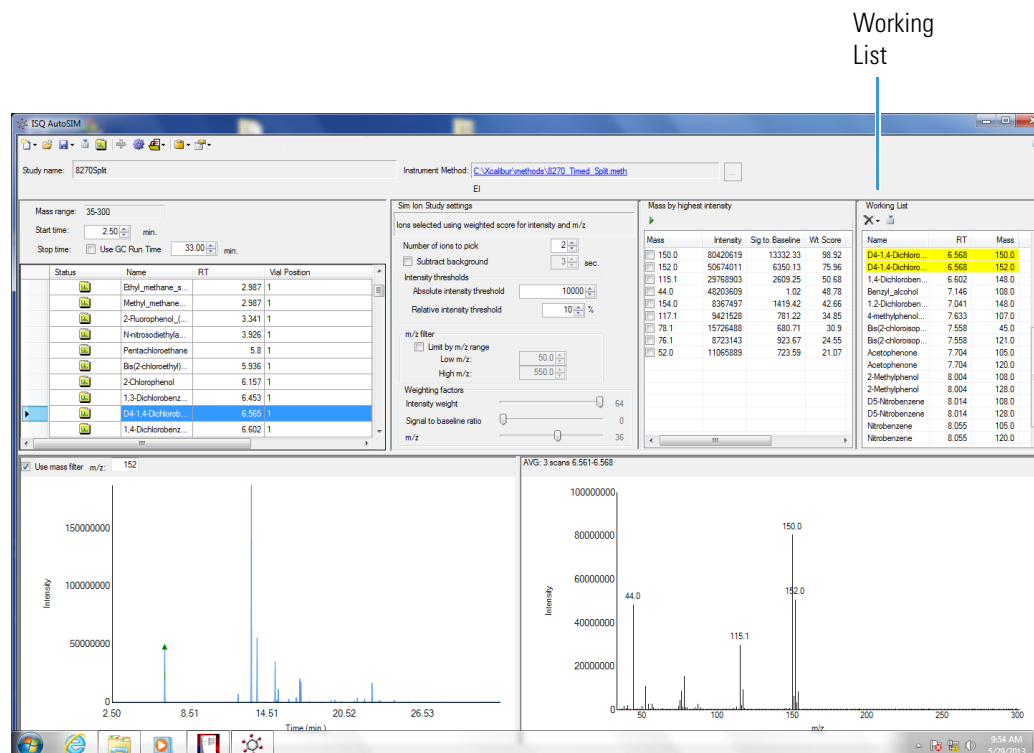 Working
List
ISQ AutoSIM
Study name: 8270Split
Instrument Method: C:\Xcalibur\methods\8270_Timed_Split.meth
...
EI
Mass range: 35-300
Start time: 2.50 min.
Stop time: Use GC Run Time 33.00 min.
Status Name RT Vial Position
Ethyl_methane_s... 2.987 1
Methyl_methane... 2.987 1
2-Fluorophenol_(... 3.341 1
N-nitrosodiethyla... 3.926 1
Pentachloroethane 5.8 1
Bis(2-chloroethyl)... 5.936 1
2-Chlorophenol 6.157 1
1,3-Dichlorobenz... 6.453 1
D4-1,4-Dichlorob... 6.565 1
1,4-Dichlorobenz... 6.602 1
Sim Ion Study settings
Ions selected using weighted score for intensity and m/z
Number of ions to pick 2
Subtract background 3 sec.
Intensity thresholds
Absolute intensity threshold 10000
Relative intensity threshold 10 %
m/z filter
Limit by m/z range
Low m/z: 50.0
High m/z: 550.0
Weighting factors
Intensity weight 64
Signal to baseline ratio 0
m/z 36
Mass by highest intensity
Mass Intensity Sig to Baseline Wt Score
150.0 80420619 13332.33 98.92
152.0 50674011 6350.13 75.96
115.1 29768903 2609.25 50.68
44.0 48203609 1.02 48.78
154.0 8367497 1419.42 42.66
117.1 9421528 781.22 34.85
78.1 15726488 680.71 30.9
76.1 8723143 923.67 24.55
52.0 11065889 723.59 21.07
Working List
Name RT Mass
D4-1,4-Dichloro... 6.568 150.0
D4-1,4-Dichloro... 6.568 152.0
1,4-Dichloroben... 6.602 148.0
Benzyl_alcohol 7.146 108.0
1,2-Dichloroben... 7.041 148.0
4-methylphenol... 7.633 107.0
Bis(2-chloroisop... 7.558 45.0
Bis(2-chloroisop... 7.558 121.0
Acetophenone 7.704 105.0
Acetophenone 7.704 120.0
2-Methylphenol 8.004 108.0
2-Methylphenol 8.004 128.0
D5-Nitrobenzene 8.014 108.0
D5-Nitrobenzene 8.014 128.0
Nitrobenzene 8.055 105.0
Nitrobenzene 8.055 120.0
Use mass filter m/z: 152
150000000
100000000
50000000
0
Intensity
2.50 8.51 14.51 20.52 26.53
Time (min.)
AVG: 3 scans 6.561-6.568
100000000
80000000
60000000
40000000
20000000
0
Intensity
44.0
115.1
150.0
152.0
50 100 150 200 250 300
m/z
9:54 AM